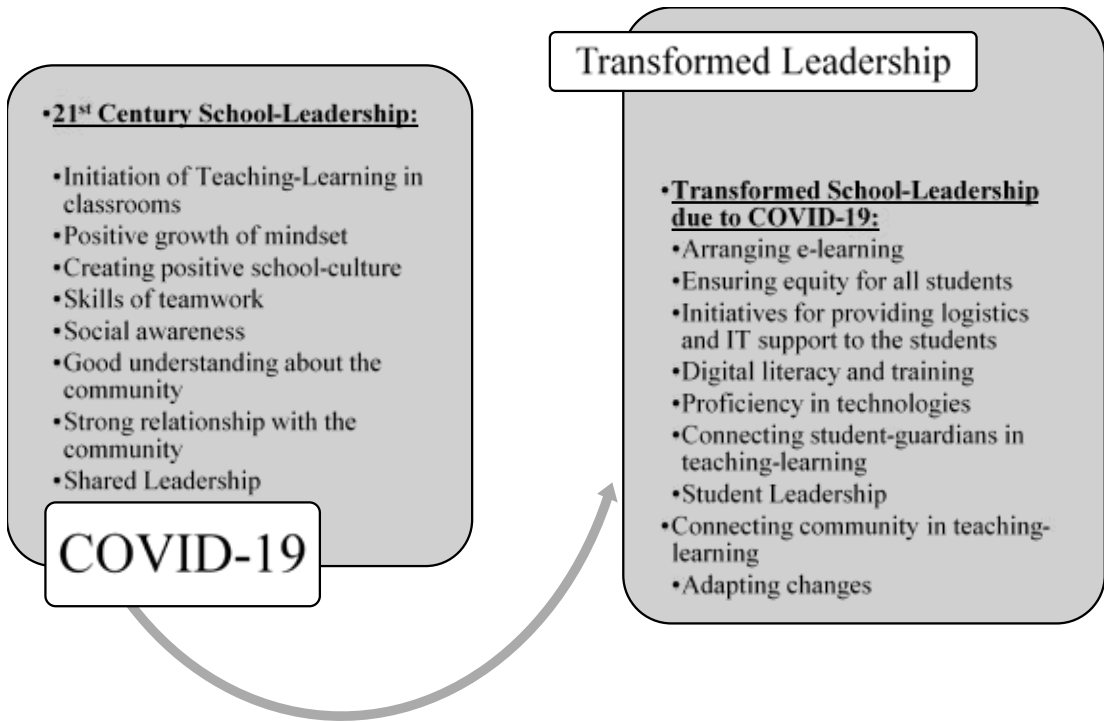 •21st Century School-Leadership:
•Initiation of Teaching-Learning in
classrooms
•Positive growth of mindset
•Creating positive school-culture
•Skills of teamwork
•Social awareness
•Good understanding about the
community
•Strong relationship with the
community
•Shared Leadership
COVID-19
Transformed Leadership
•Transformed School-Leadership
due to COVID-19:
•Arranging e-learning
•Ensuring equity for all students
•Initiatives for providing logistics
and IT support to the students
•Digital literacy and training
•Proficiency in technologies
•Connecting student-guardians in
teaching-learning
•Student Leadership
•Connecting community in teaching-
learning
•Adapting changes